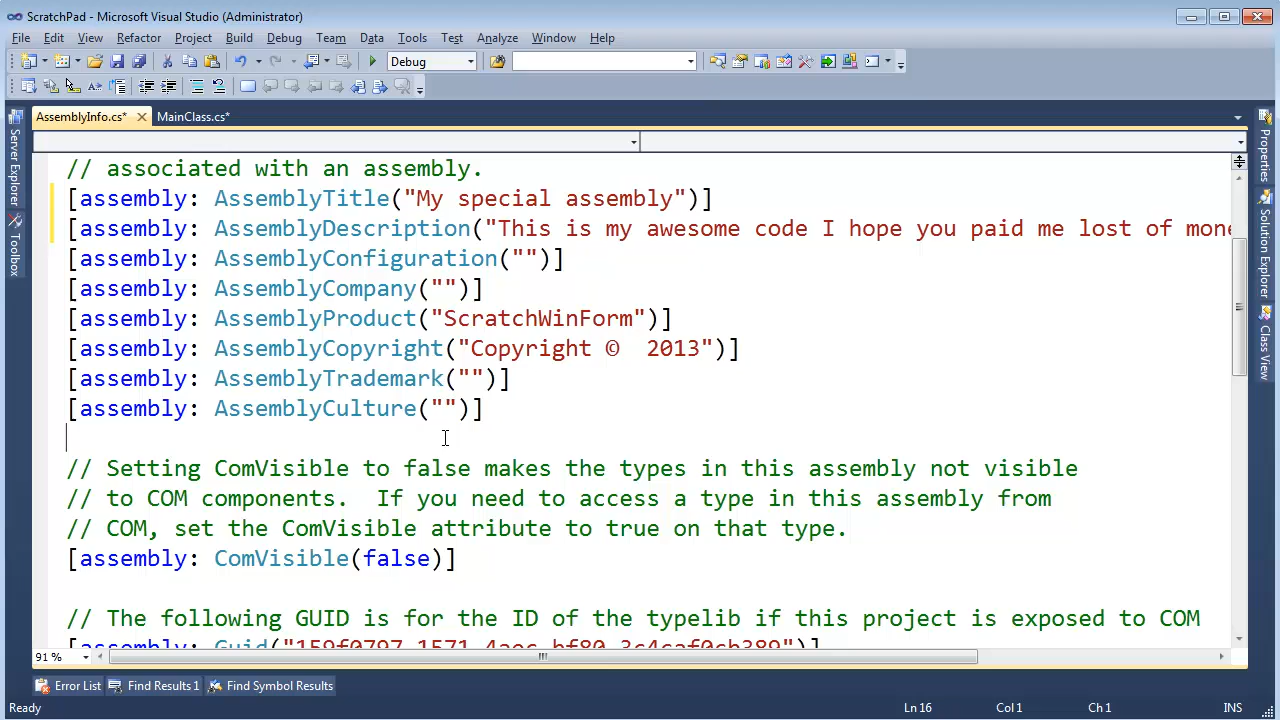 ScratchPad - Microsoft Visual Studio (Administrator)
File Edit View Refactor Project Build Debug Team Data Tools Test Analyze Window Help
Debug
AssemblyInfo.cs* MainClass.cs*
// associated with an assembly.
[assembly: AssemblyTitle("My special assembly")]
[assembly: AssemblyDescription("This is my awesome code I hope you paid me lost of mone
[assembly: AssemblyConfiguration("")]
[assembly: AssemblyCompany("")]
[assembly: AssemblyProduct("ScratchWinForm")]
[assembly: AssemblyCopyright("Copyright ©  2013")]
[assembly: AssemblyTrademark("")]
[assembly: AssemblyCulture("")]
// Setting ComVisible to false makes the types in this assembly not visible
// to COM components.  If you need to access a type in this assembly from
// COM, set the ComVisible attribute to true on that type.
[assembly: ComVisible(false)]
// The following GUID is for the ID of the typelib if this project is exposed to COM
[assembly: Guid("159f0797-1571-4aec-bf80-3c4caf0cb389")]
Server Explorer
Toolbox
Properties
Solution Explorer
Class View
91 %
Error List Find Results 1 Find Symbol Results
Ready Ln 16 Col 1 Ch 1 INS